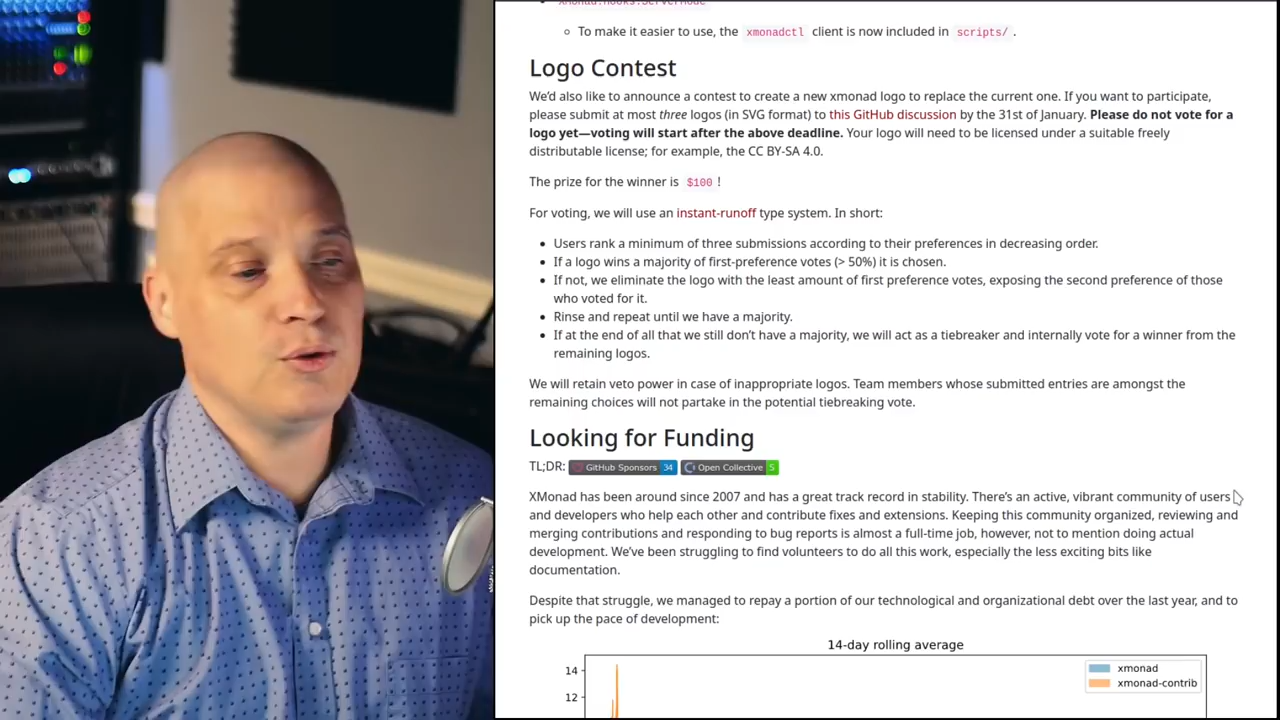 XMonad.Hooks.ServerMode
To make it easier to use, the xmonadctl client is now included in scripts/ .
Logo Contest
We'd also like to announce a contest to create a new xmonad logo to replace the current one. If you want to participate,
please submit at most three logos (in SVG format) to this GitHub discussion by the 31st of January. Please do not vote for a
logo yet—voting will start after the above deadline. Your logo will need to be licensed under a suitable freely
distributable license; for example, the CC BY-SA 4.0.
The prize for the winner is $100 !
For voting, we will use an instant-runoff type system. In short:
Users rank a minimum of three submissions according to their preferences in decreasing order.
If a logo wins a majority of first-preference votes (> 50%) it is chosen.
If not, we eliminate the logo with the least amount of first preference votes, exposing the second preference of those
who voted for it.
Rinse and repeat until we have a majority.
If at the end of all that we still don't have a majority, we will act as a tiebreaker and internally vote for a winner from the
remaining logos.
We will retain veto power in case of inappropriate logos. Team members whose submitted entries are amongst the
remaining choices will not partake in the potential tiebreaking vote.
Looking for Funding
TL;DR: GitHub Sponsors 34 Open Collective 5
XMonad has been around since 2007 and has a great track record in stability. There's an active, vibrant community of users
and developers who help each other and contribute fixes and extensions. Keeping this community organized, reviewing and
merging contributions and responding to bug reports is almost a full-time job, however, not to mention doing actual
development. We've been struggling to find volunteers to do all this work, especially the less exciting bits like
documentation.
Despite that struggle, we managed to repay a portion of our technological and organizational debt over the last year, and to
pick up the pace of development:
14-day rolling average
14
12
xmonad
xmonad-contrib